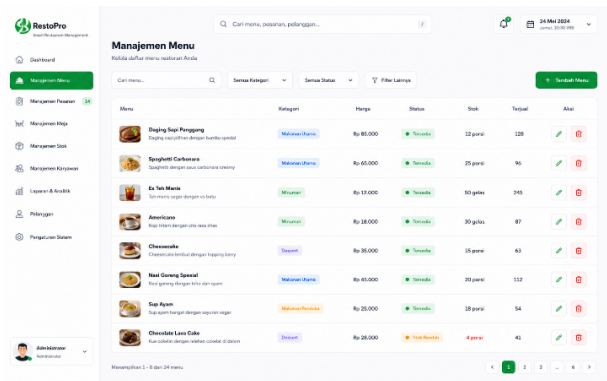 RestoPro
Smart Restaurant Management
Cari menu, pesanan, pelanggan...
/
24 Mei 2024
Jumat, 10:00 WIB
Dashboard
Manajemen Menu
Manajemen Pesanan 14
Manajemen Meja
Manajemen Stok
Manajemen Karyawan
Laporan & Analitik
Pelanggan
Pengaturan Sistem
Administrator
Manajemen Menu
Kelola daftar menu restoran Anda
Cari menu...
Semua Kategori
Semua Status
Filter Lainnya
+ Tambah Menu
Menu Kategori Harga Status Stok Terjual Aksi
Daging Sapi Panggang
Daging sapi pilihan dengan bumbu spesial
Makanan Utama Rp 85.000 Tersedia 12 porsi 128
Spaghetti Carbonara
Spaghetti dengan saus carbonara creamy
Makanan Utama Rp 65.000 Tersedia 25 porsi 96
Es Teh Manis
Teh manis segar dengan es batu
Minuman Rp 12.000 Tersedia 50 gelas 245
Americano
Kopi hitam dengan cita rasa khas
Minuman Rp 18.000 Tersedia 30 gelas 87
Cheesecake
Cheesecake lembut dengan topping berry
Dessert Rp 35.000 Tersedia 15 porsi 63
Nasi Goreng Spesial
Nasi goreng dengan telur dan ayam
Makanan Utama Rp 45.000 Tersedia 20 porsi 112
Sup Ayam
Sup ayam hangat dengan sayuran segar
Makanan Pembuka Rp 25.000 Tersedia 18 porsi 54
Chocolate Lava Cake
Kue cokelat dengan lelehan cokelat di dalam
Dessert Rp 28.000 Stok Rendah 4 porsi 41
Menampilkan 1 - 8 dari 24 menu
< 1 2 3 ... 6 >